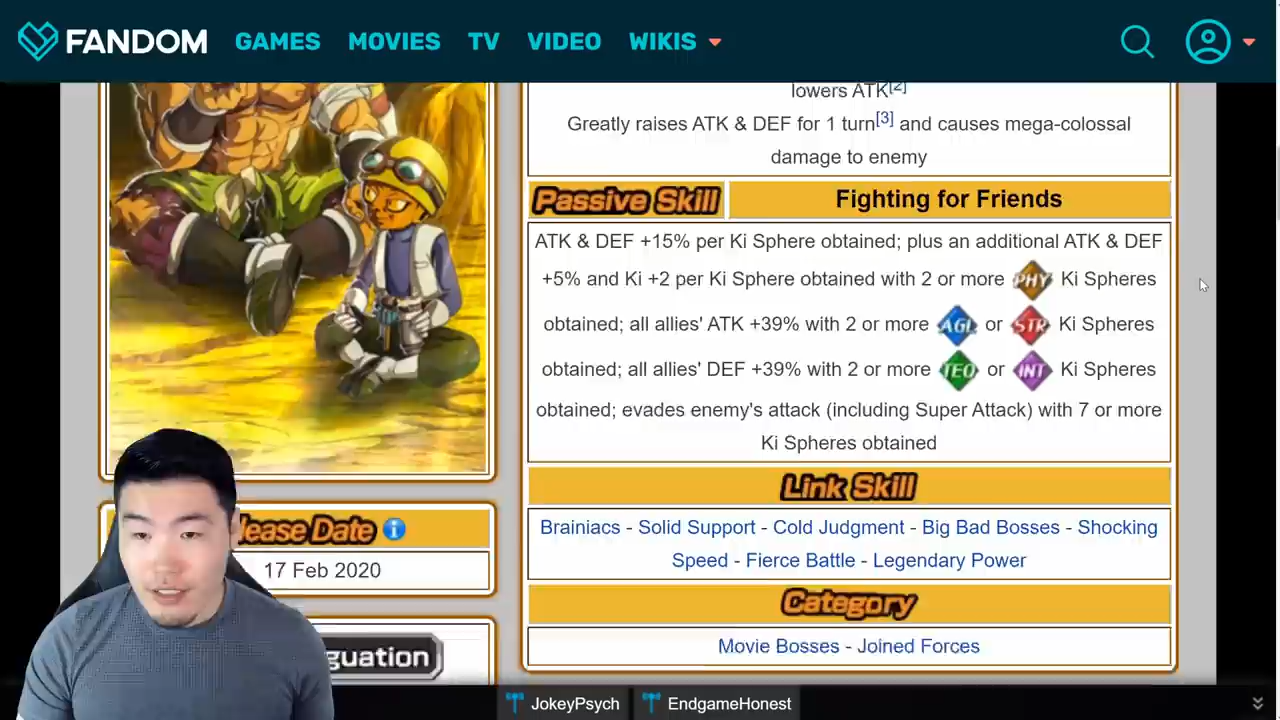 FANDOM GAMES MOVIES TV VIDEO WIKIS
lowers ATK[2]
Greatly raises ATK & DEF for 1 turn[3] and causes mega-colossal
damage to enemy
Passive Skill Fighting for Friends
ATK & DEF +15% per Ki Sphere obtained; plus an additional ATK & DEF
+5% and Ki +2 per Ki Sphere obtained with 2 or more PHY Ki Spheres
obtained; all allies' ATK +39% with 2 or more AGL or STR Ki Spheres
obtained; all allies' DEF +39% with 2 or more TEQ or INT Ki Spheres
obtained; evades enemy's attack (including Super Attack) with 7 or more
Ki Spheres obtained
Link Skill
Brainiacs - Solid Support - Cold Judgment - Big Bad Bosses - Shocking
Speed - Fierce Battle - Legendary Power
Category
Movie Bosses - Joined Forces
lease Date i
17 Feb 2020
guation
JokeyPsych EndgameHonest